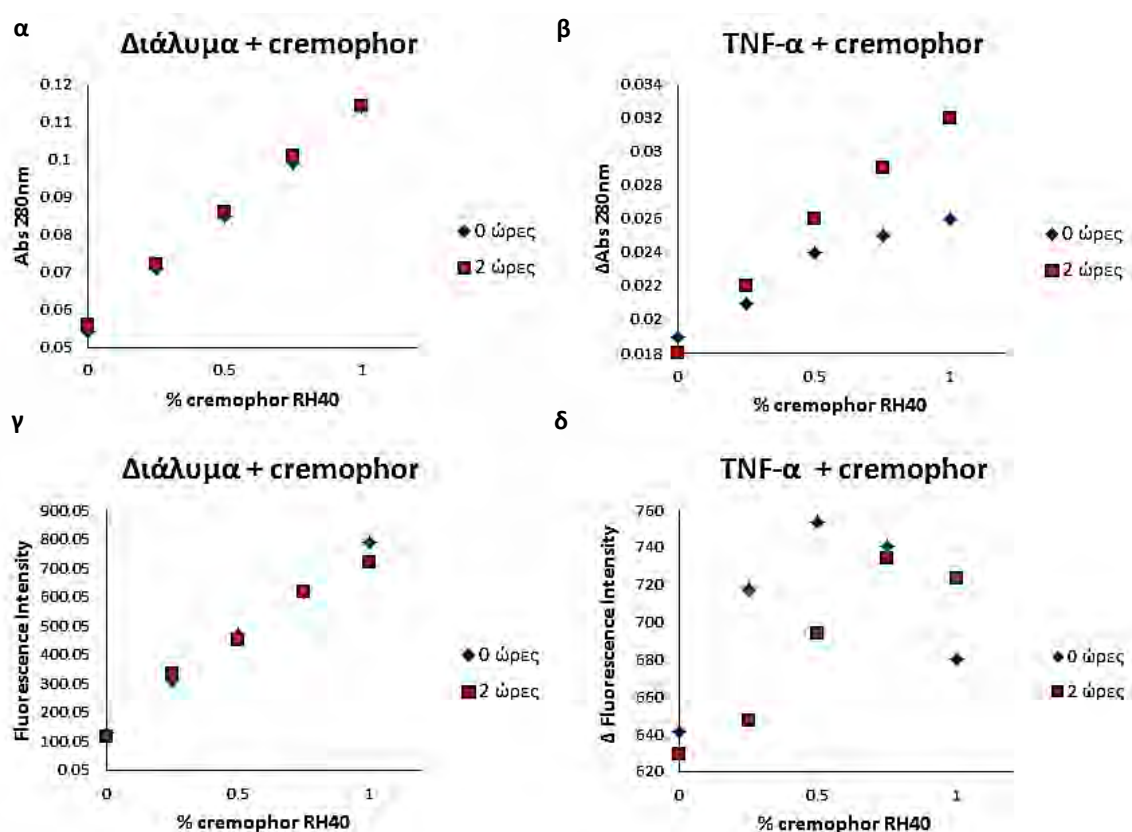 α
Διάλυμα + cremophor
0.12
0.11
0.1
0.09
0.08
0.07
0.06
0.05
Abs 280nm
0
0.5
1
% cremophor RH40
0 ώρες
2 ώρες
β
TNF-α + cremophor
0.034
0.032
0.03
0.028
0.026
0.024
0.022
0.02
0.018
ΔAbs 280nm
0
0.5
1
% cremophor RH40
0 ώρες
2 ώρες
γ
Διάλυμα + cremophor
900.05
800.05
700.05
600.05
500.05
400.05
300.05
200.05
100.05
0.05
Fluorescence Intensity
0
0.5
1
% cremophor RH40
0 ώρες
2 ώρες
δ
TNF-α + cremophor
760
740
720
700
680
660
640
620
Δ Fluorescence Intensity
0
0.5
1
% cremophor RH40
0 ώρες
2 ώρες